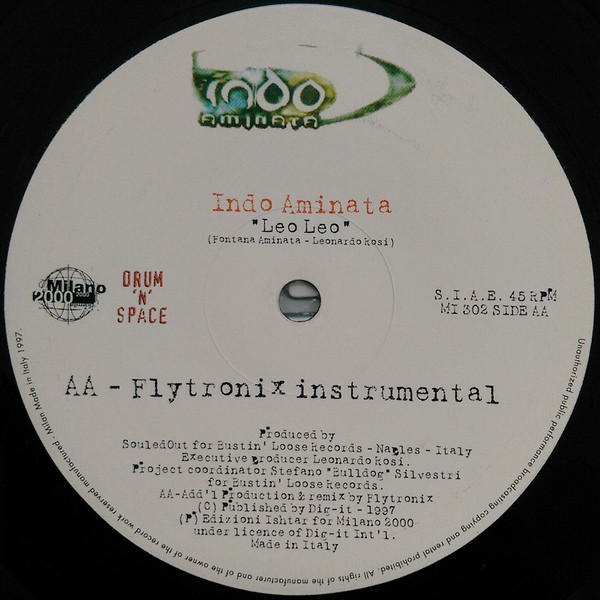 indo
aminata
Indo Aminata
"Leo Leo"
(Fontana Aminata - Leonardo Rosi)
Milano
2000
DRUM
'N'
SPACE
S.I.A.E. 45 RPM
MI 302 SIDE AA
AA - Flytronix instrumental
Produced by
SouledOut for Bustin' Loose Records - Naples - Italy
Executive producer Leonardo Rosi.
Project coordinator Stefano "Bulldog" Silvestri
for Bustin' Loose Records.
AA-Add'l Production & remix by Flytronix
(C) Published by Dig-it - 1997
(P) Edizioni Ishtar for Milano 2000
under licence of Dig-it Int'l.
Made in Italy
Unauthorized public performance broadcasting copying and rental prohibited. All rights of the manufacturer and of the owner of the record work reserved manufactured. Milan Made in Italy 1997.